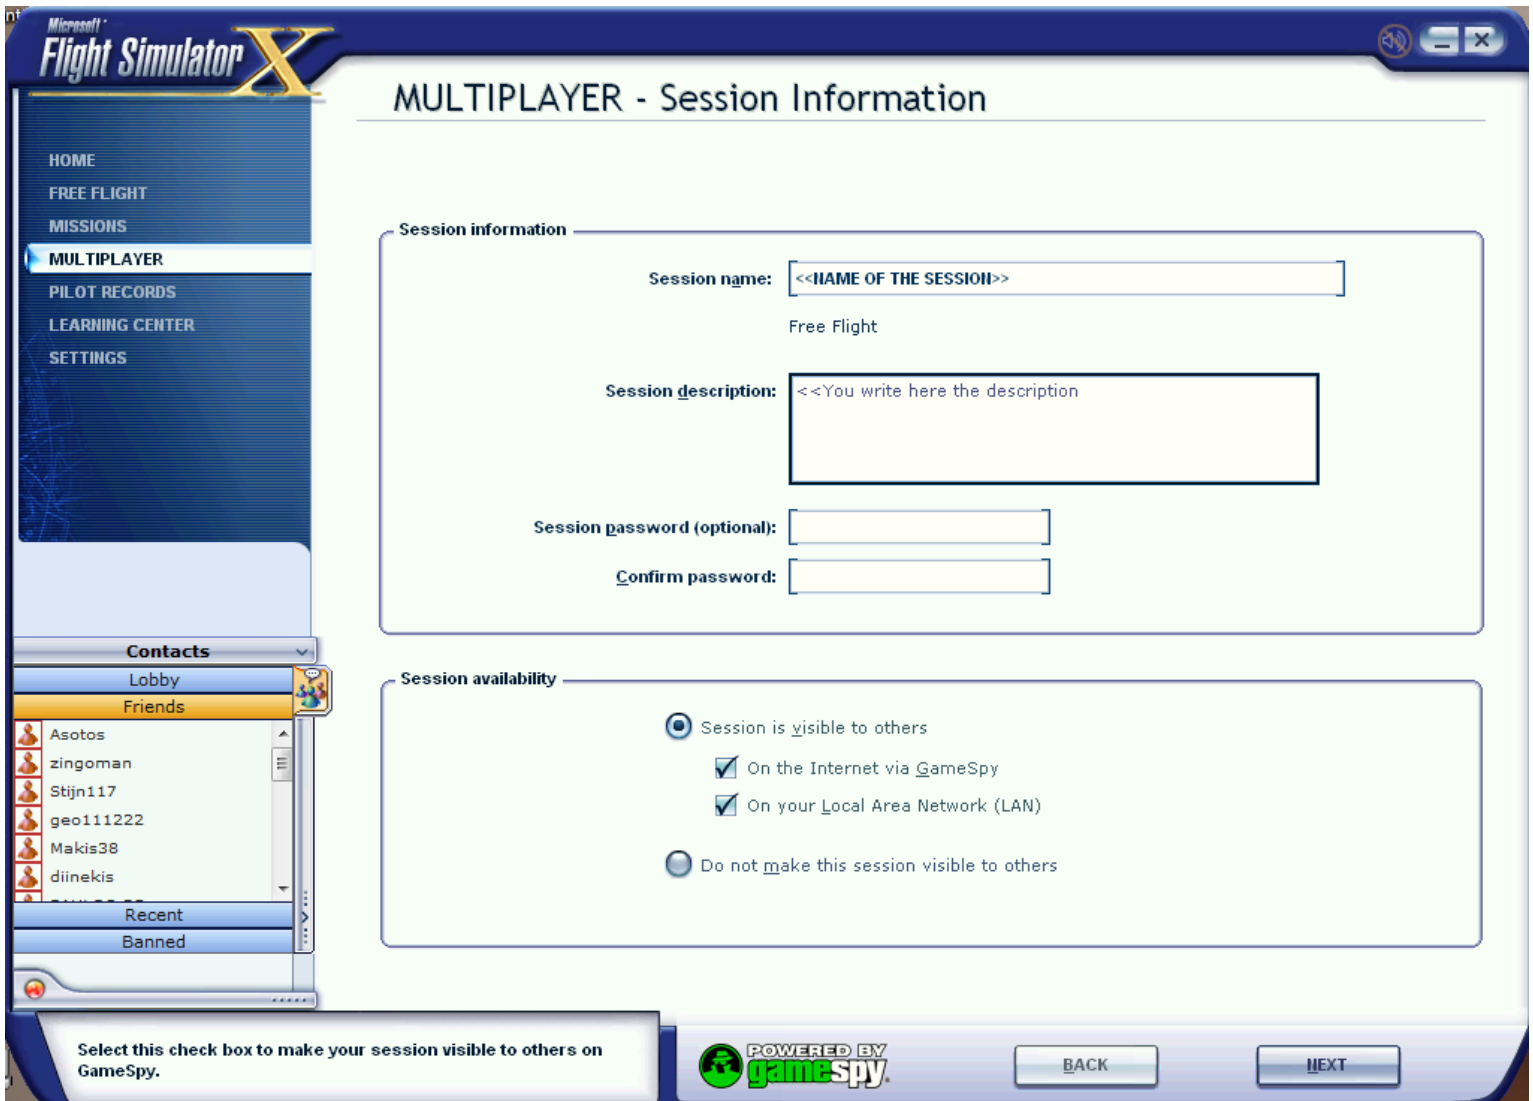 Microsoft
Flight Simulator X
MULTIPLAYER - Session Information
HOME
FREE FLIGHT
MISSIONS
MULTIPLAYER
PILOT RECORDS
LEARNING CENTER
SETTINGS
Session information
Session name: <<NAME OF THE SESSION>>
Free Flight
Session description: <<You write here the description
Session password (optional):
Confirm password:
Contacts
Lobby
Friends
Asotos
zingoman
Stijn117
geo111222
Makis38
diinekis
Recent
Banned
Session availability
Session is visible to others
On the Internet via GameSpy
On your Local Area Network (LAN)
Do not make this session visible to others
Select this check box to make your session visible to others on
GameSpy.
POWERED BY
gamespy.
BACK
NEXT